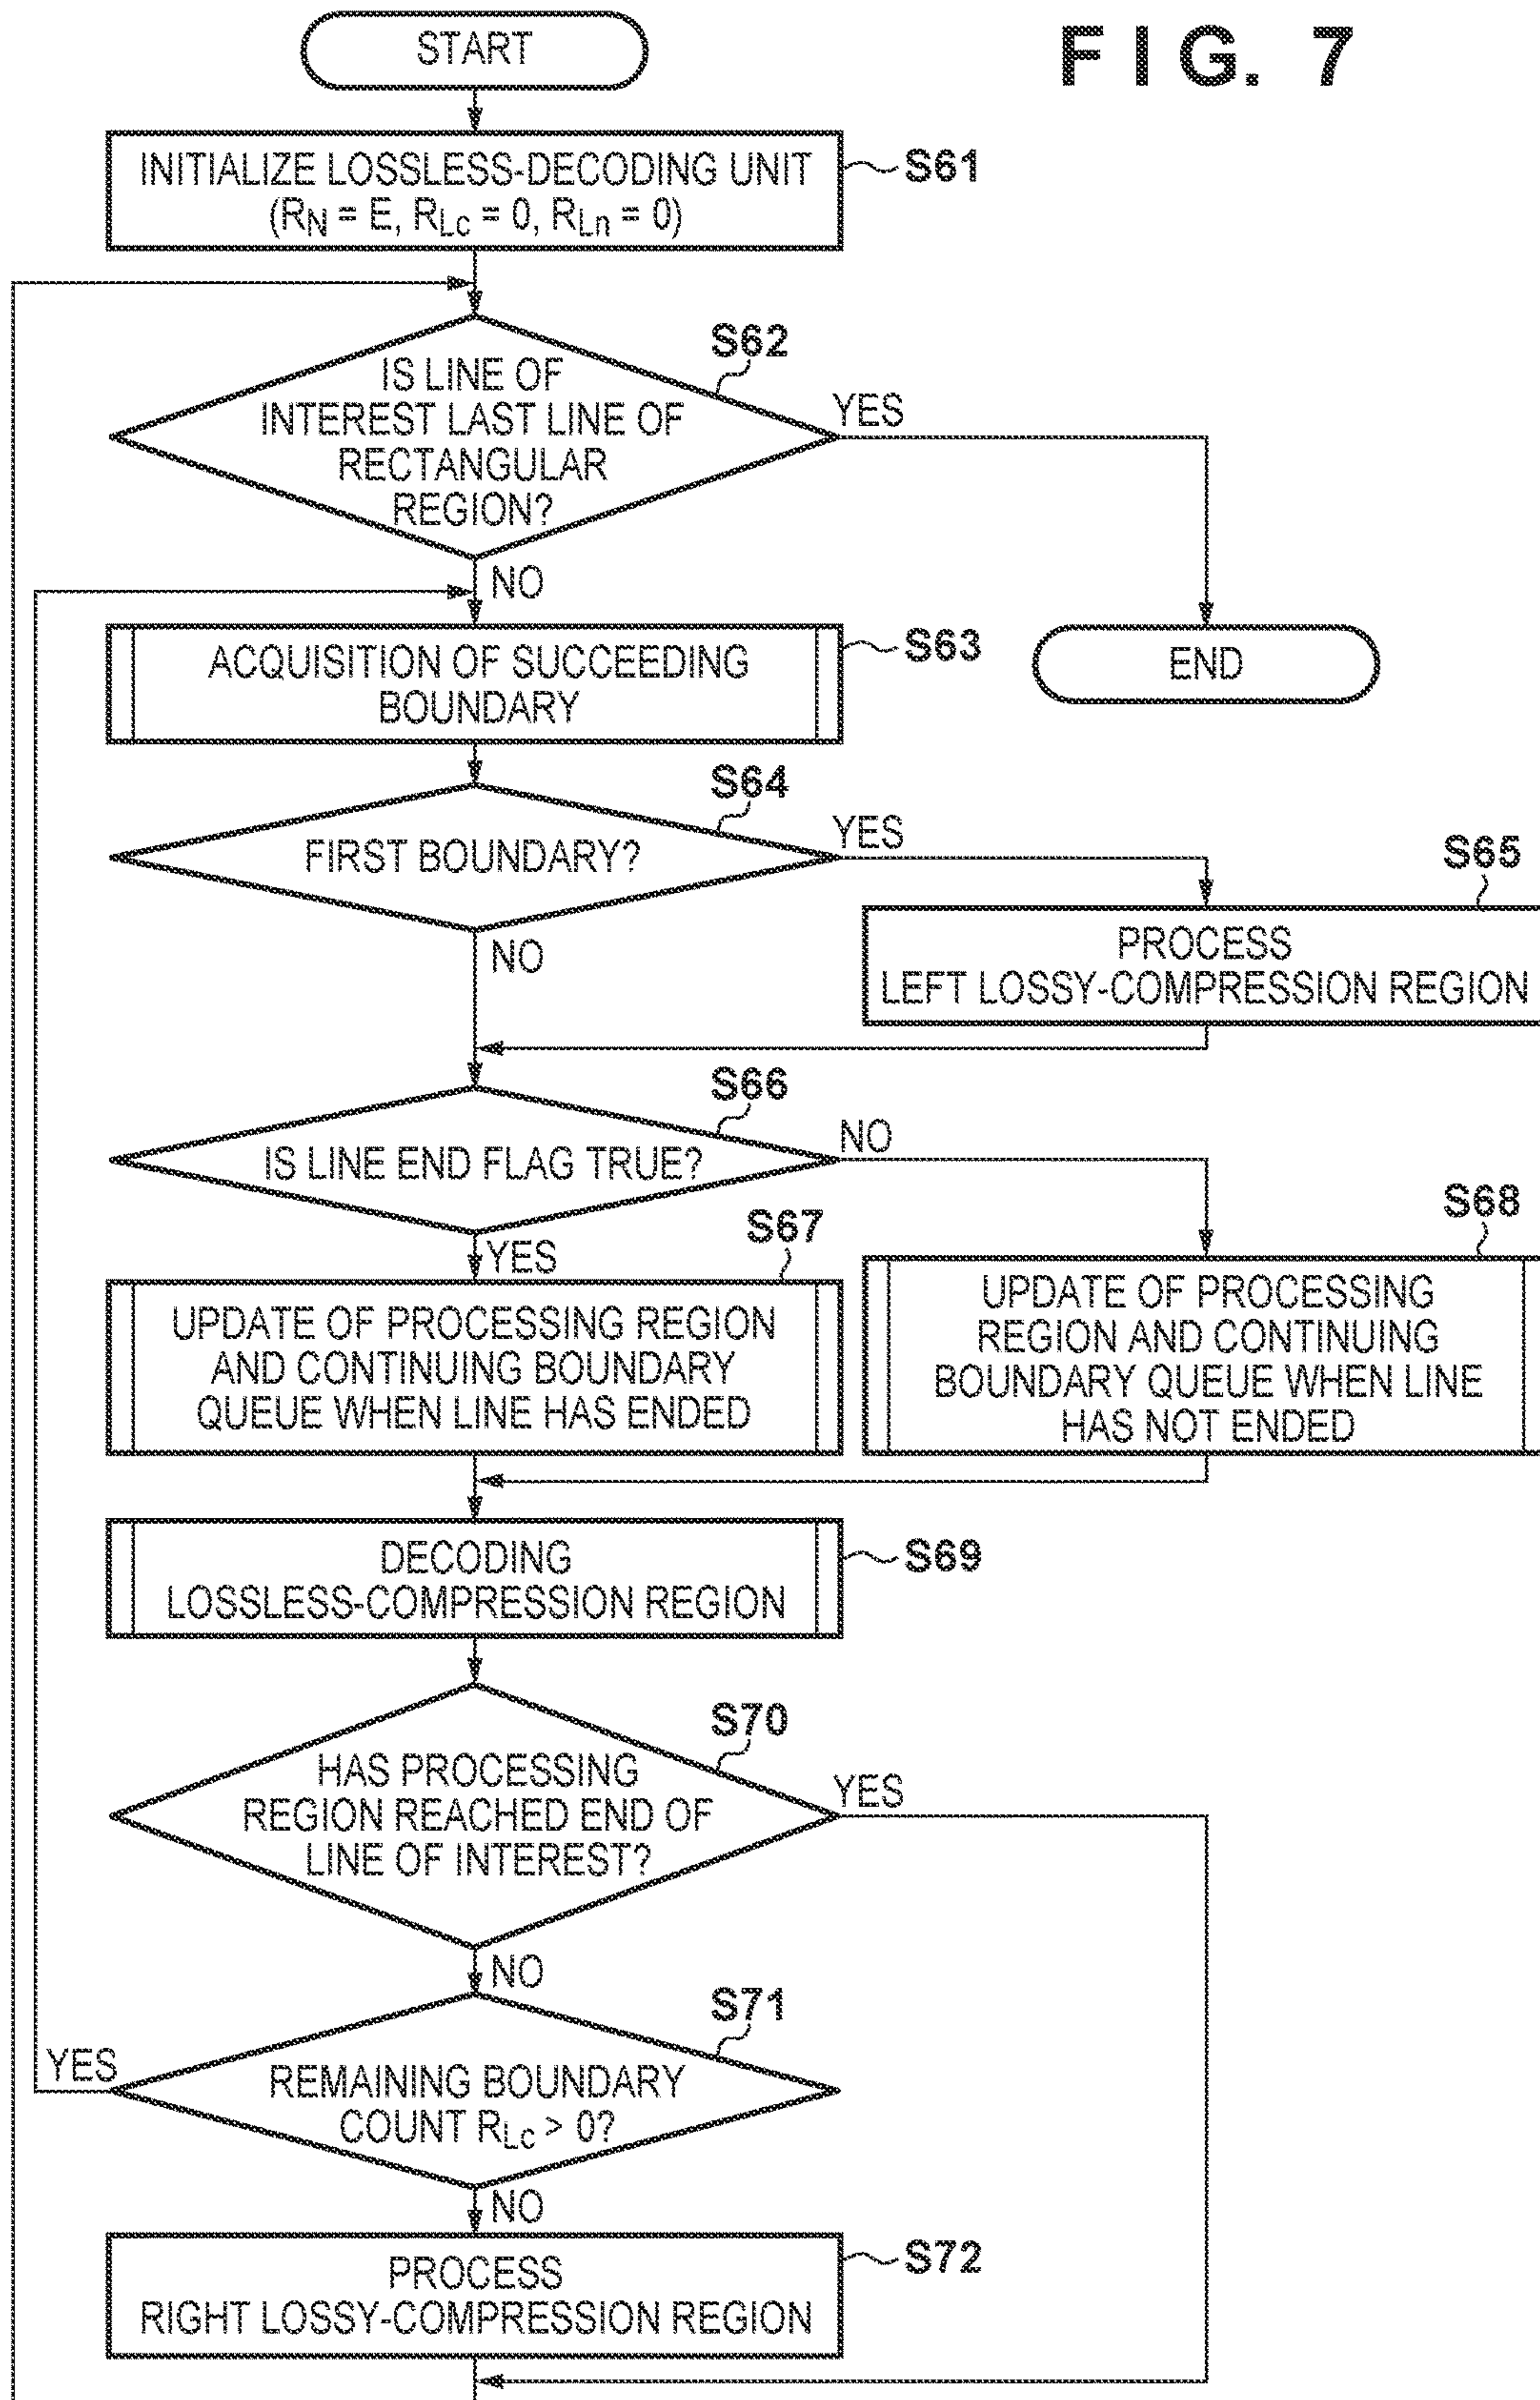 FIG. 7
START
INITIALIZE LOSSLESS-DECODING UNIT
(RN = E, RLc = 0, RLn = 0)
S61
S62
IS LINE OF
INTEREST LAST LINE OF
RECTANGULAR
REGION?
YES
NO
ACQUISITION OF SUCCEEDING
BOUNDARY
S63
END
S64
FIRST BOUNDARY?
YES
NO
S65
PROCESS
LEFT LOSSY-COMPRESSION REGION
S66
IS LINE END FLAG TRUE?
NO
YES
S67
UPDATE OF PROCESSING REGION
AND CONTINUING BOUNDARY
QUEUE WHEN LINE HAS ENDED
S68
UPDATE OF PROCESSING
REGION AND CONTINUING
BOUNDARY QUEUE WHEN LINE
HAS NOT ENDED
DECODING
LOSSLESS-COMPRESSION REGION
S69
S70
HAS PROCESSING
REGION REACHED END OF
LINE OF INTEREST?
YES
NO
S71
YES
REMAINING BOUNDARY
COUNT RLc > 0?
NO
PROCESS
RIGHT LOSSY-COMPRESSION REGION
S72